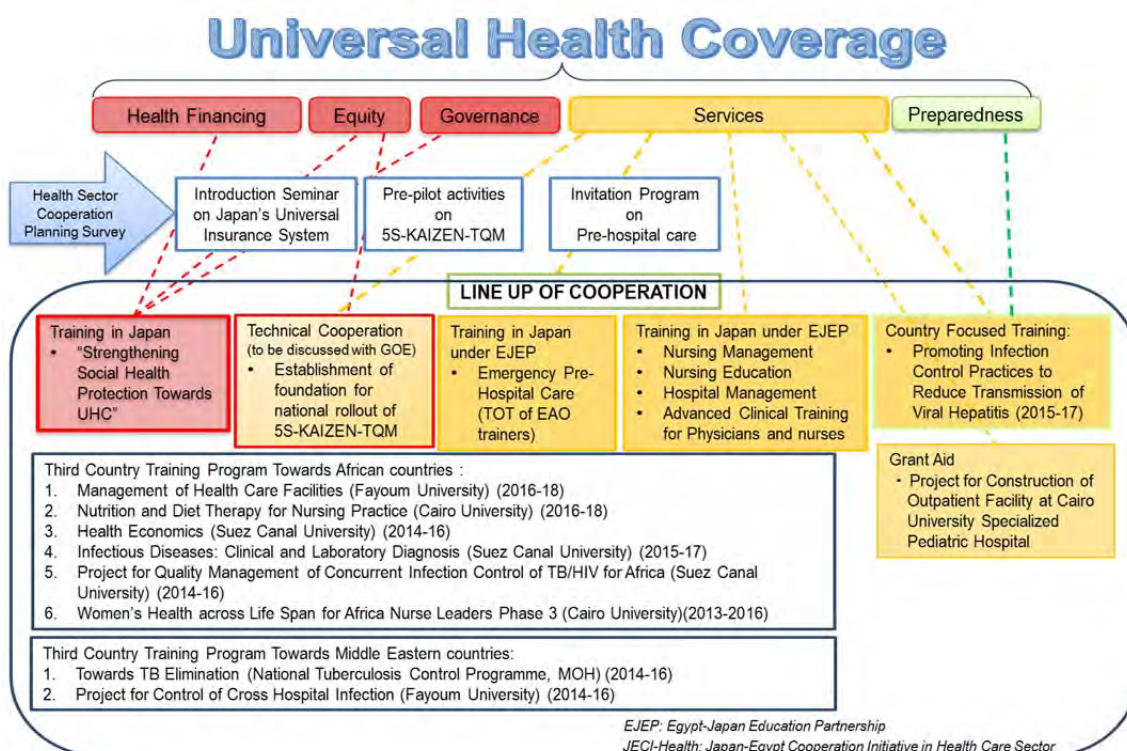 Universal Health Coverage
Health Financing
Equity
Governance
Services
Preparedness
Health Sector
Cooperation
Planning Survey
Introduction Seminar
on Japan's Universal
Insurance System
Pre-pilot activities
on
5S-KAIZEN-TQM
Invitation Program
on
Pre-hospital care
LINE UP OF COOPERATION
Training in Japan
• "Strengthening
Social Health
Protection Towards
UHC"
Technical Cooperation
(to be discussed with GOE)
• Establishment of
foundation for
national rollout of
5S-KAIZEN-TQM
Training in Japan
under EJEP
• Emergency Pre-
Hospital Care
(TOT of EAO
trainers)
Training in Japan under EJEP
• Nursing Management
• Nursing Education
• Hospital Management
• Advanced Clinical Training
for Physicians and nurses
Country Focused Training:
• Promoting Infection
Control Practices to
Reduce Transmission of
Viral Hepatitis (2015-17)
Grant Aid
・Project for Construction of
Outpatient Facility at Cairo
University Specialized
Pediatric Hospital
Third Country Training Program Towards African countries :
1. Management of Health Care Facilities (Fayoum University) (2016-18)
2. Nutrition and Diet Therapy for Nursing Practice (Cairo University) (2016-18)
3. Health Economics (Suez Canal University) (2014-16)
4. Infectious Diseases: Clinical and Laboratory Diagnosis (Suez Canal University) (2015-17)
5. Project for Quality Management of Concurrent Infection Control of TB/HIV for Africa (Suez Canal
University) (2014-16)
6. Women's Health across Life Span for Africa Nurse Leaders Phase 3 (Cairo University)(2013-2016)
Third Country Training Program Towards Middle Eastern countries:
1. Towards TB Elimination (National Tuberculosis Control Programme, MOH) (2014-16)
2. Project for Control of Cross Hospital Infection (Fayoum University) (2014-16)
EJEP: Egypt-Japan Education Partnership
JECI-Health: Japan-Egypt Cooperation Initiative in Health Care Sector